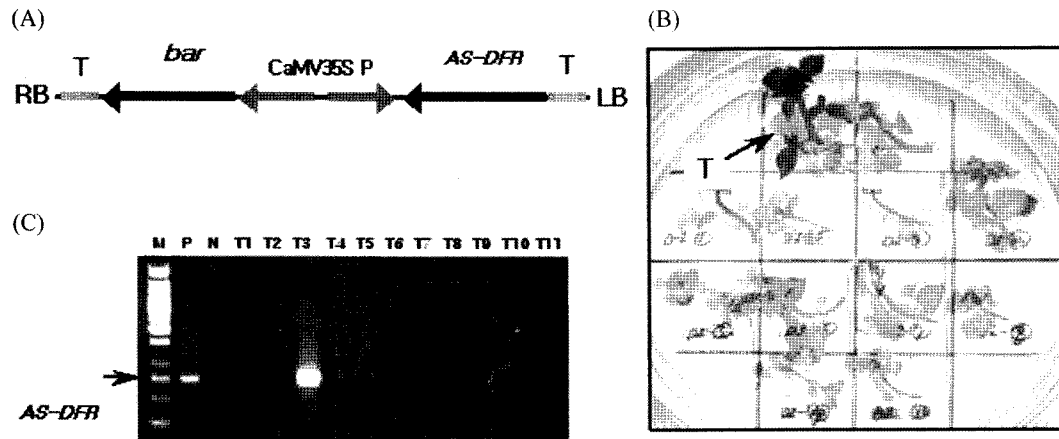 (A)
T bar CaMV35S P AS-DFR T
RB LB
(B)
T
(C)
M P N T1 T2 T3 T4 T5 T6 T7 T8 T9 T10 T11
AS-DFR